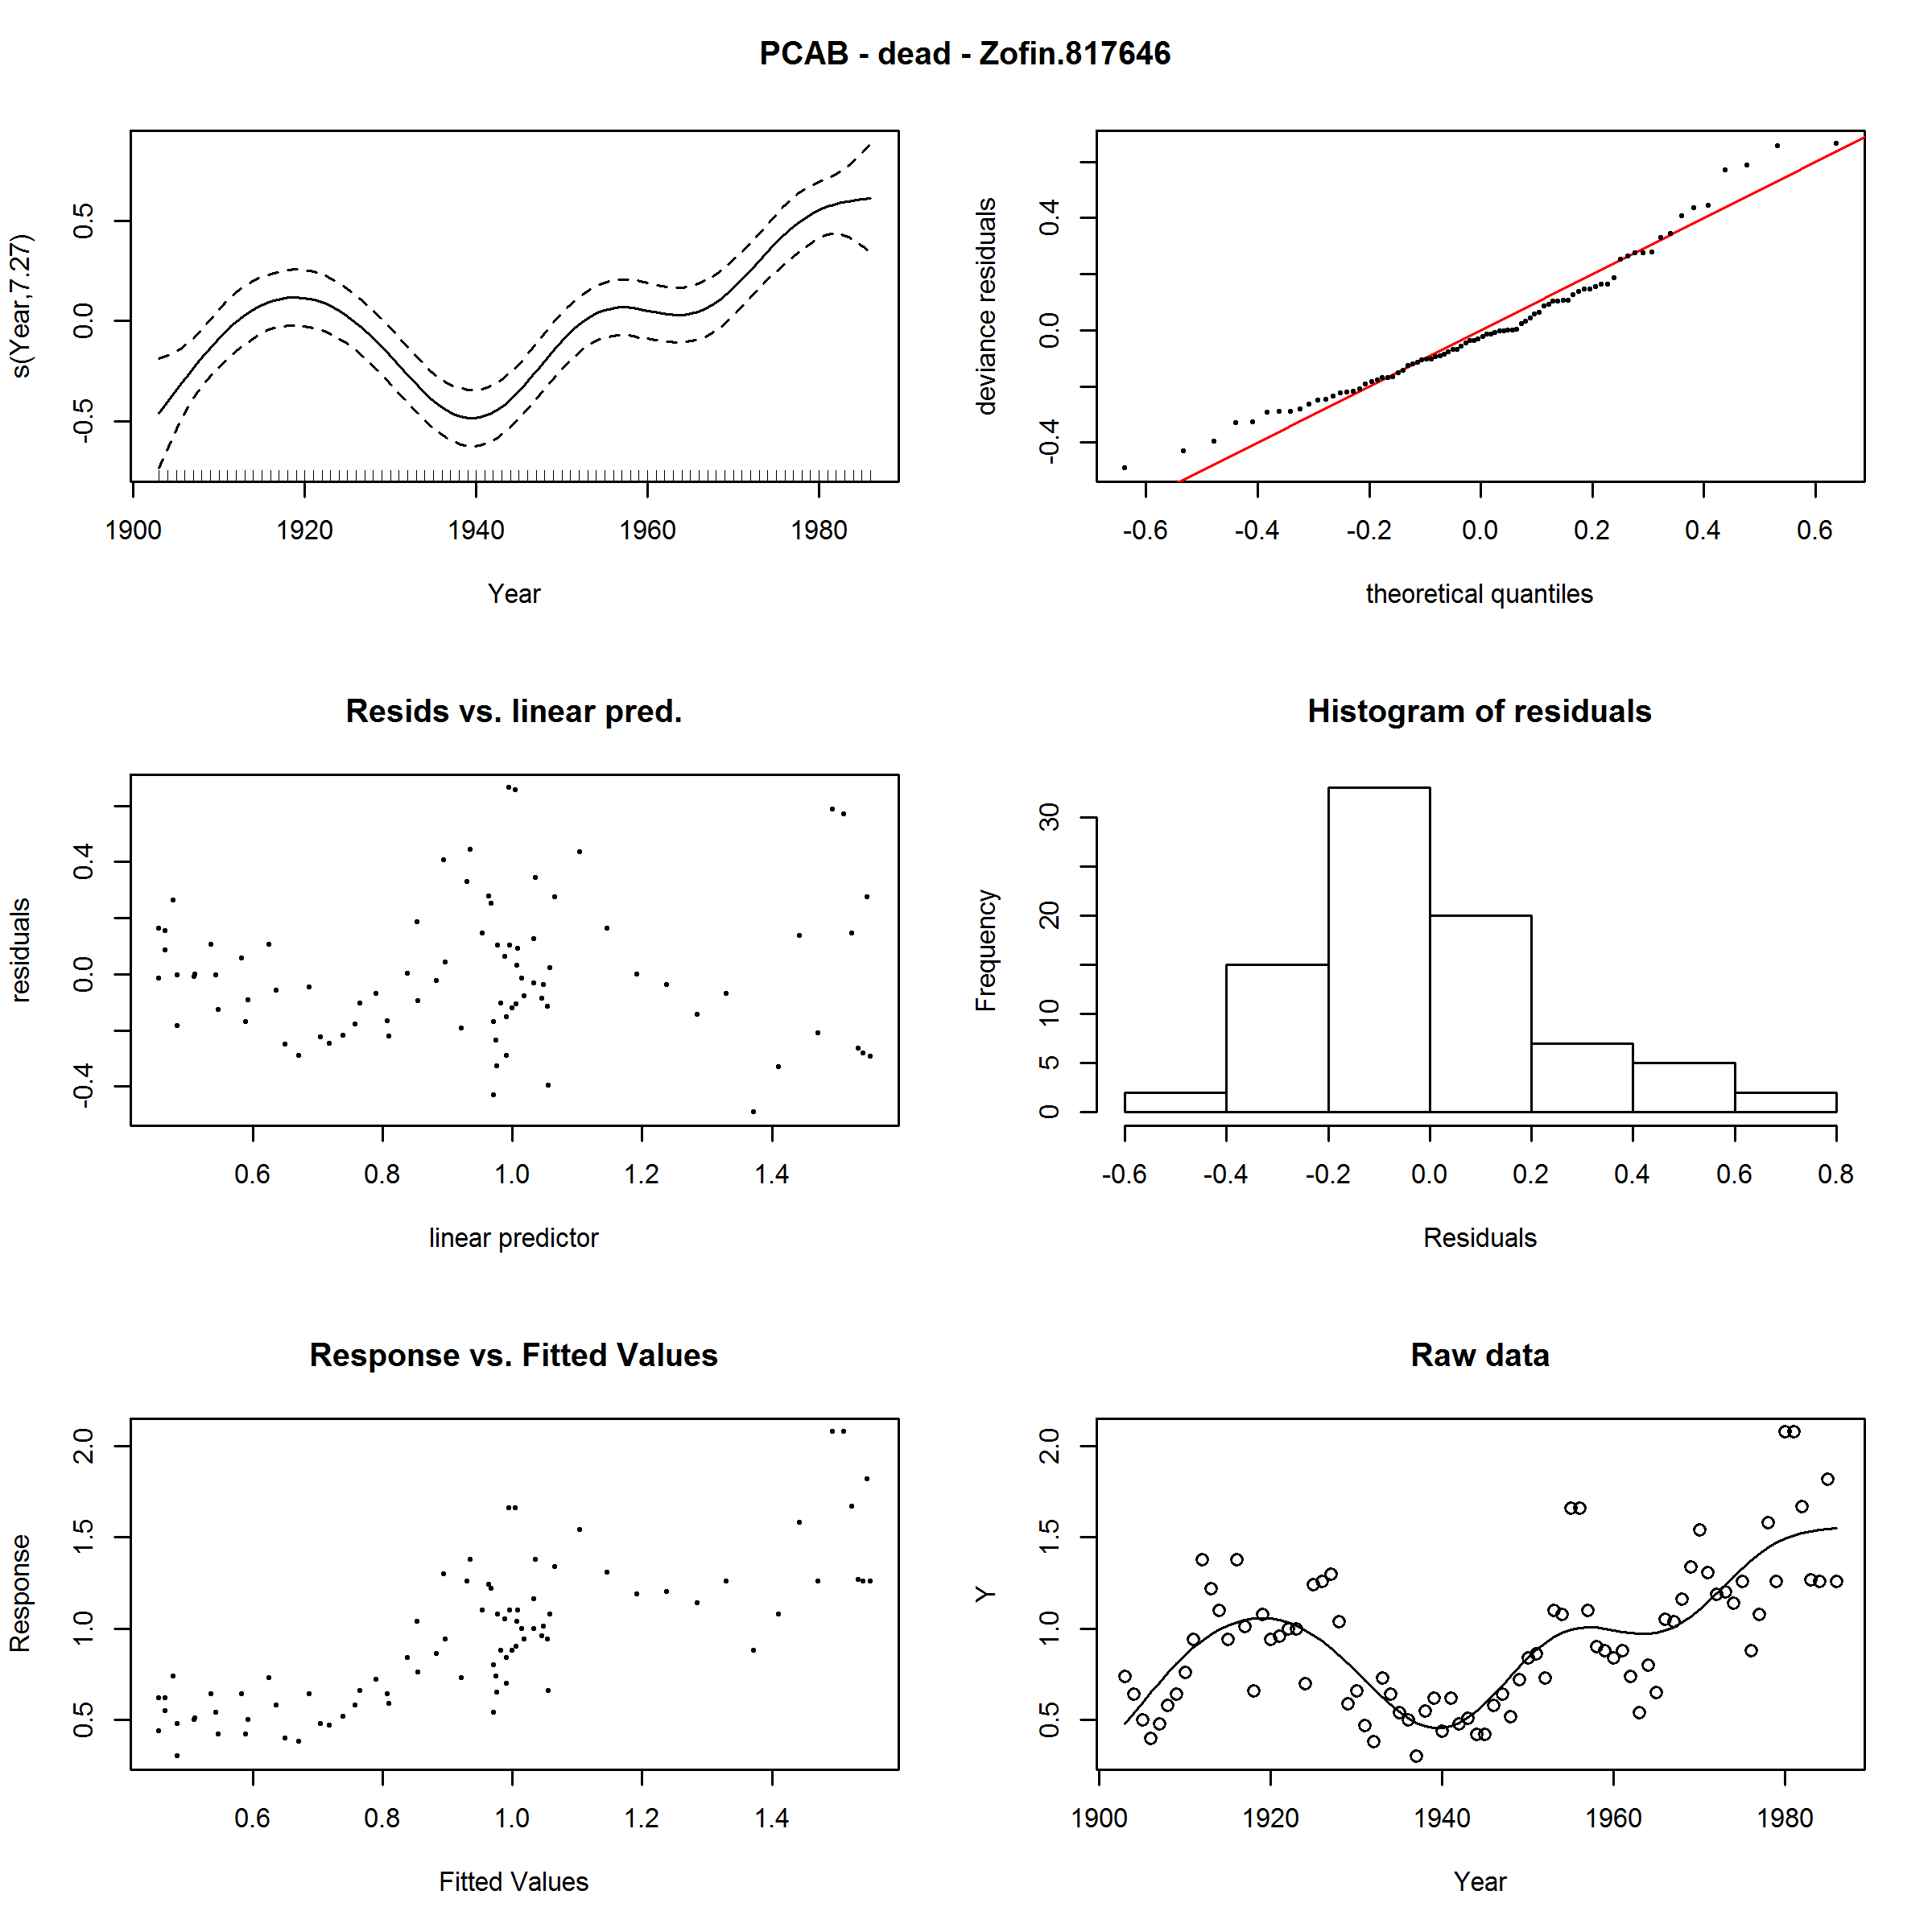 PCAB - dead - Zofin.817646
s(Year,7.27)
-0.5 0.0 0.5
1900 1920 1940 1960 1980
Year
deviance residuals
-0.4 0.0 0.4
-0.6 -0.4 -0.2 0.0 0.2 0.4 0.6
theoretical quantiles
Resids vs. linear pred.
residuals
-0.4 0.0 0.4
0.6 0.8 1.0 1.2 1.4
linear predictor
Histogram of residuals
Frequency
0 5 10 20 30
-0.6 -0.4 -0.2 0.0 0.2 0.4 0.6 0.8
Residuals
Response vs. Fitted Values
Response
0.5 1.0 1.5 2.0
0.6 0.8 1.0 1.2 1.4
Fitted Values
Raw data
Y
0.5 1.0 1.5 2.0
1900 1920 1940 1960 1980
Year